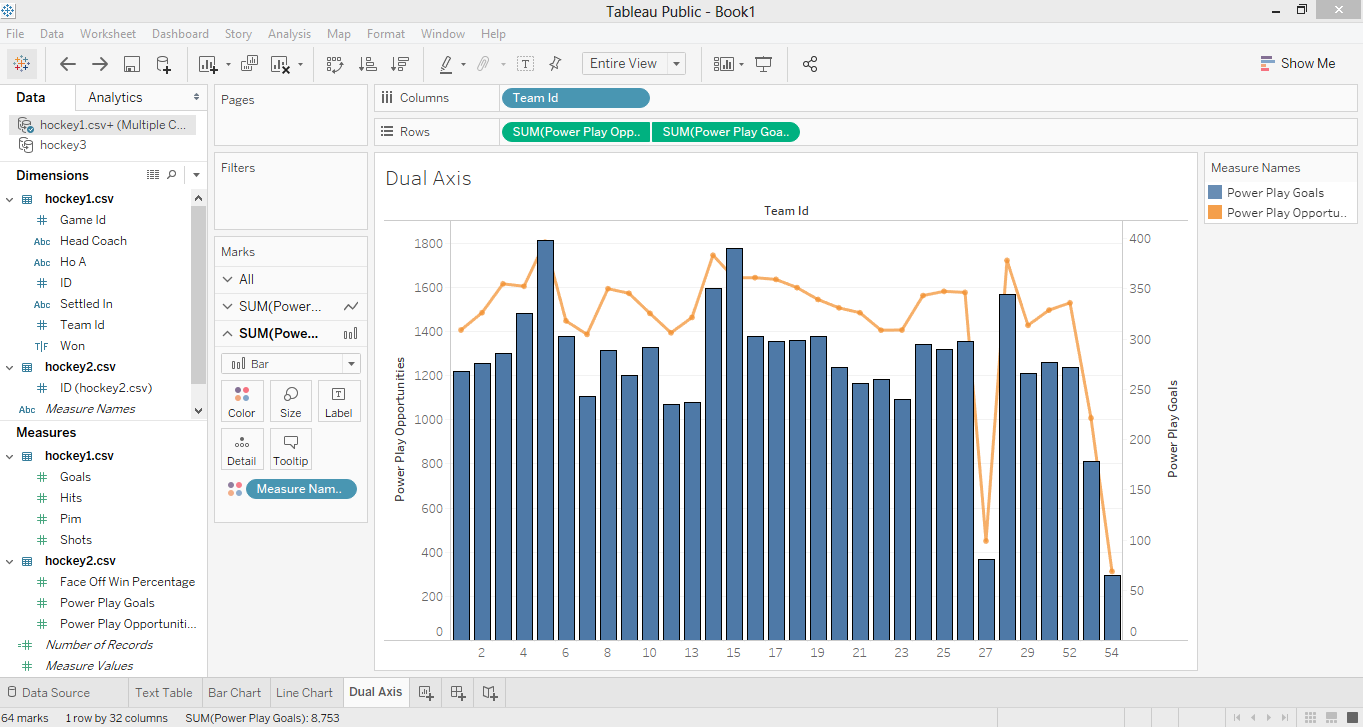 Tableau Public - Book1
File Data Worksheet Dashboard Story Analysis Map Format Window Help
Entire View
Show Me
Data Analytics
hockey1.csv+ (Multiple C...
hockey3
Dimensions
hockey1.csv
# Game Id
Abc Head Coach
Abc Ho A
# ID
Abc Settled In
# Team Id
T|F Won
hockey2.csv
# ID (hockey2.csv)
Abc Measure Names
Measures
hockey1.csv
# Goals
# Hits
# Pim
# Shots
hockey2.csv
# Face Off Win Percentage
# Power Play Goals
# Power Play Opportuniti...
=# Number of Records
# Measure Values
Pages
Filters
Marks
All
SUM(Power...
SUM(Powe...
Bar
Color Size Label
Detail Tooltip
Measure Nam..
Columns Team Id
Rows SUM(Power Play Opp.. SUM(Power Play Goa..
Dual Axis
Team Id
Power Play Opportunities
1800
1600
1400
1200
1000
800
600
400
200
0
400
350
300
250
200
150
100
50
0
Power Play Goals
2 4 6 8 10 13 15 17 19 21 23 25 27 29 52 54
Measure Names
Power Play Goals
Power Play Opportu..
Data Source Text Table Bar Chart Line Chart Dual Axis
64 marks 1 row by 32 columns SUM(Power Play Goals): 8,753